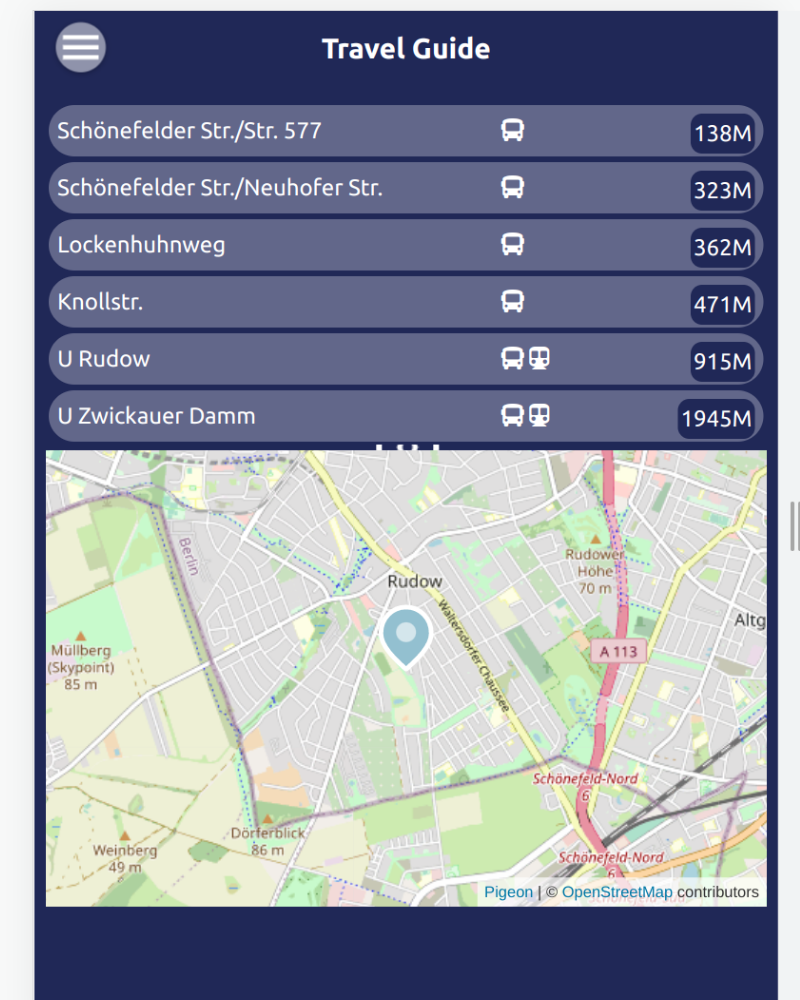 Travel Guide
Schönefelder Str./Str. 577 138M
Schönefelder Str./Neuhofer Str. 323M
Lockenhuhnweg 362M
Knollstr. 471M
U Rudow 915M
U Zwickauer Damm 1945M
Berlin
Rudow
Rudower
Höhe
70 m
Waltersdorfer Chaussee
Altg
Müllberg
(Skypoint)
85 m
A 113
Schönefeld-Nord
6
Dörferblick
86 m
Weinberg
49 m
Schönefeld-Nord
6
Pigeon | © OpenStreetMap contributors